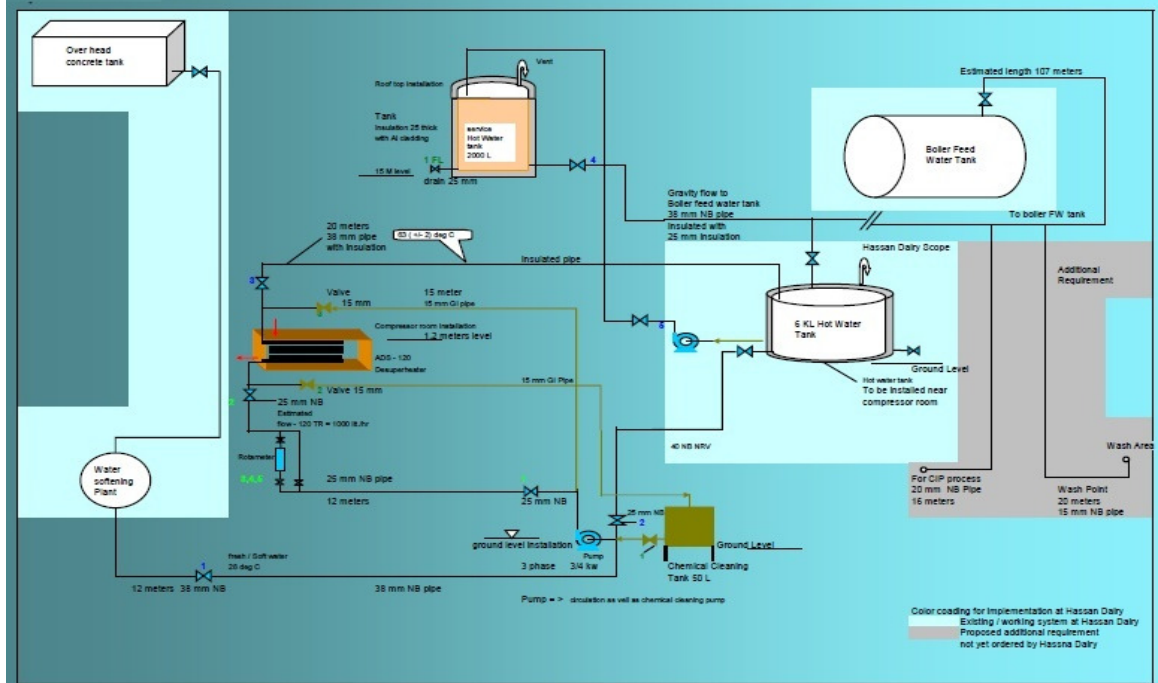 Over head
concrete tank
Vent
Roof top Installation
Tank
Insulation 25 thick
with Al cladding
service
Hot Water
tank
2000 L
1 FL
15 M level
drain 25 mm
4
Estimated length 107 meters
Boiler Feed
Water Tank
Gravity flow to
Boiler feed water tank
38 mm NB pipe
Insulated with
25 mm Insulation
To boiler FW tank
Hassan Dairy Scope
20 meters
38 mm pipe
with Insulation
63 ( +/- 2) deg C
Insulated pipe
Additional
Requirement
3
Valve
15 mm
15 meter
15 mm GI pipe
Compressor room Installation
1.2 meters level
ADS - 120
Desuperheater
5
6 KL Hot Water
Tank
Ground Level
Hot water tank
To be Installed near
compressor room
15 mm GI Pipe
2
Valve 15 mm
2
25 mm NB
Estimated
flow - 120 TR = 1000 lt./hr
Rotameter
3,4,5
25 mm NB pipe
12 meters
25 mm NB
40 NB NRV
Wash Area
Water
softening
Plant
For CIP process
20 mm NB Pipe
16 meters
Wash Point
20 meters
15 mm NB pipe
25 mm NB
2
ground level Installation
Pump
3 phase 3/4 kw
Ground Level
Chemical Cleaning
Tank 50 L
fresh / Soft water
26 deg C
1
12 meters 38 mm NB
38 mm NB pipe
Pump = > circulation as well as chemical cleaning pump
Color coading for Implementation at Hassan Dairy
Existing / working system at Hassan Dairy
Proposed additional requirement
not yet ordered by Hassna Dairy